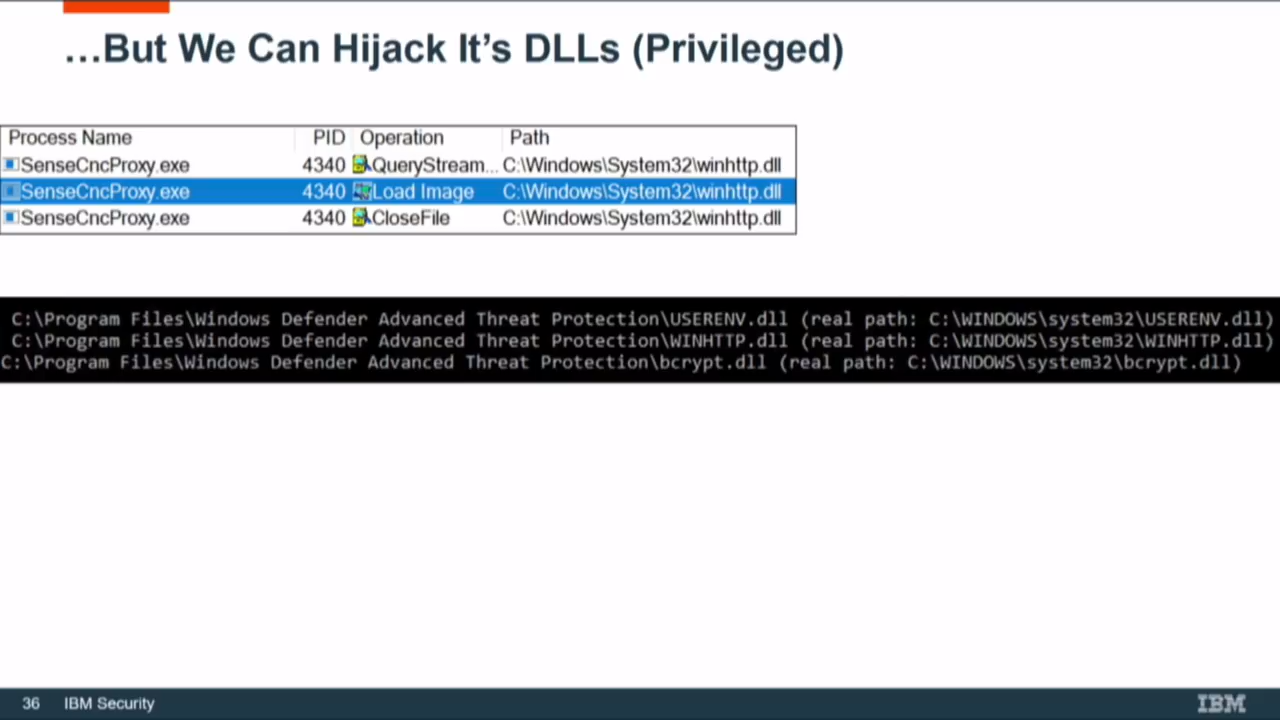 ...But We Can Hijack It's DLLs (Privileged)
Process Name PID Operation Path
SenseCncProxy.exe 4340 QueryStream... C:\Windows\System32\winhttp.dll
SenseCncProxy.exe 4340 Load Image C:\Windows\System32\winhttp.dll
SenseCncProxy.exe 4340 CloseFile C:\Windows\System32\winhttp.dll
C:\Program Files\Windows Defender Advanced Threat Protection\USERENV.dll (real path: C:\WINDOWS\system32\USERENV.dll)
C:\Program Files\Windows Defender Advanced Threat Protection\WINHTTP.dll (real path: C:\WINDOWS\system32\WINHTTP.dll)
C:\Program Files\Windows Defender Advanced Threat Protection\bcrypt.dll (real path: C:\WINDOWS\system32\bcrypt.dll)
36 IBM Security IBM